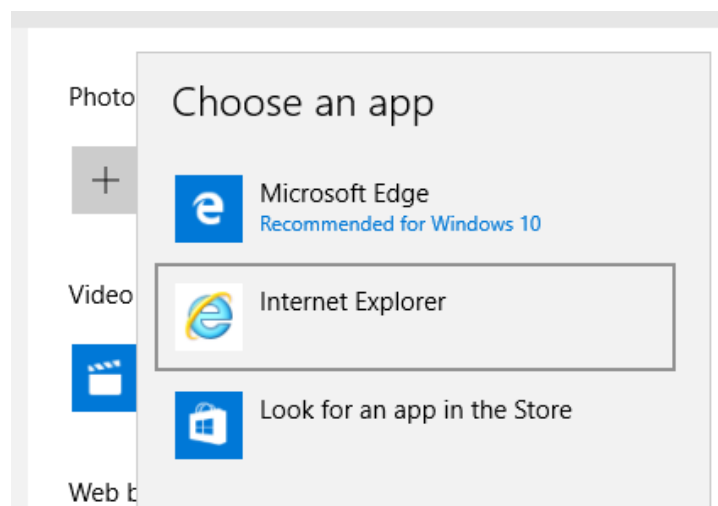 Photo
Choose an app
Microsoft Edge
Recommended for Windows 10
Video
Internet Explorer
Look for an app in the Store
Web